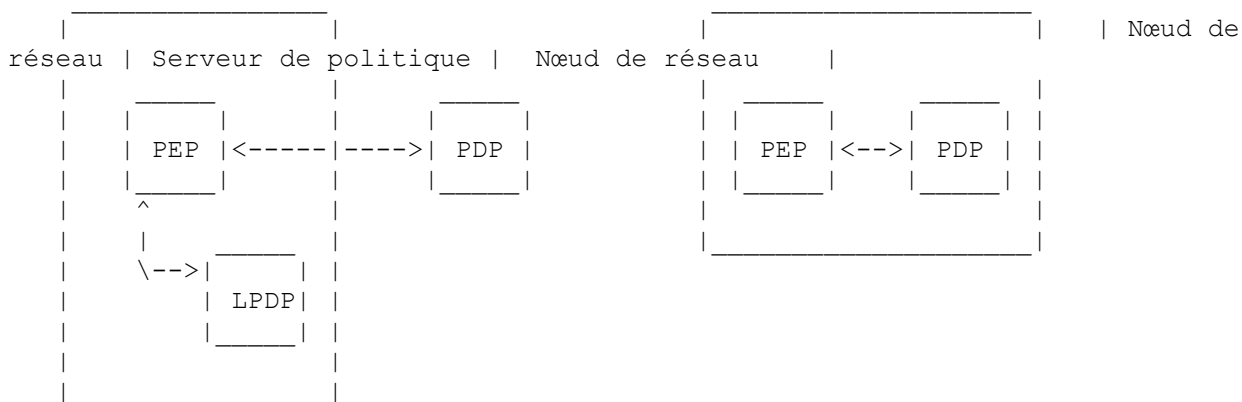 | Nœud de
réseau | Serveur de politique | Nœud de réseau |
PEP |<-----|---->| PDP | PEP |<-->| PDP
^
\-->|
LPDP